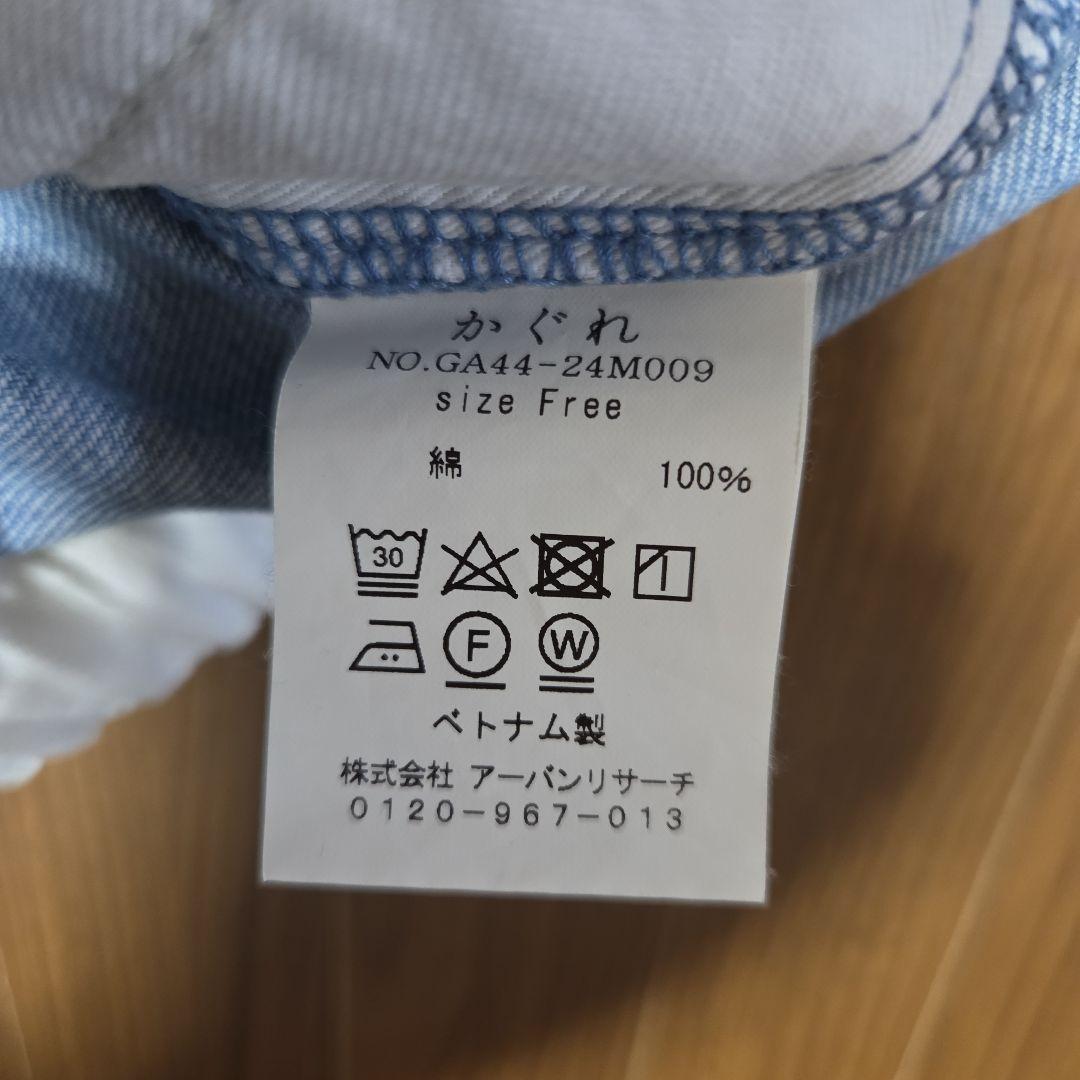 かぐれ
NO.GA44-24M009
size Free
綿 100%
30
F W
ベトナム製
株式会社 アーバンリサーチ
0120-967-013